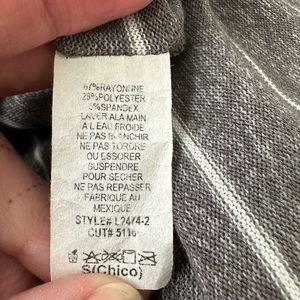 67%RAYONNE
28%POLYESTER
5%SPANDEX
LAVER ALA MAIN
A L'EAU FROIDE
NE PAS BLANCHIR
NE PAS TORDRE
OU ESSORER
SUSPENDRE
POUR SECHER
NE PAS REPASSER
FABRIQUE AU
MEXIQUE
STYLE# L2474-2
CUT# 5116
S(Chico)